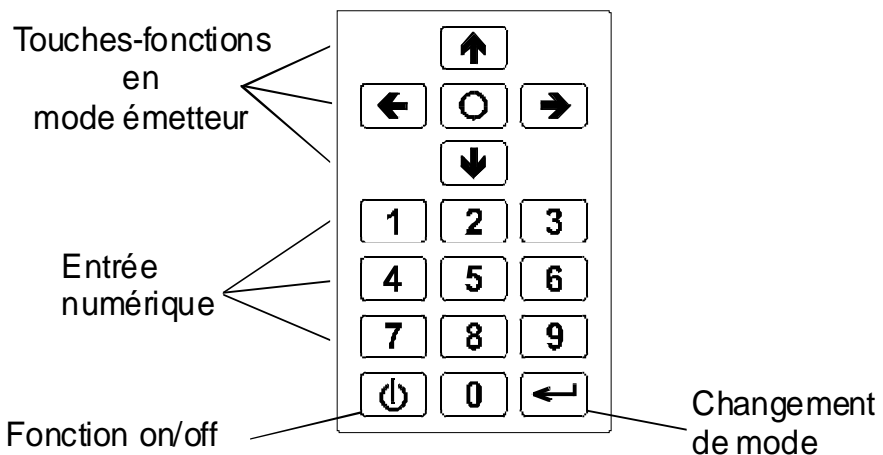 Touches-fonctions
en
mode émetteur
1 2 3
Entrée
numérique
4 5 6
7 8 9
0
Fonction on/off
Changement
de mode